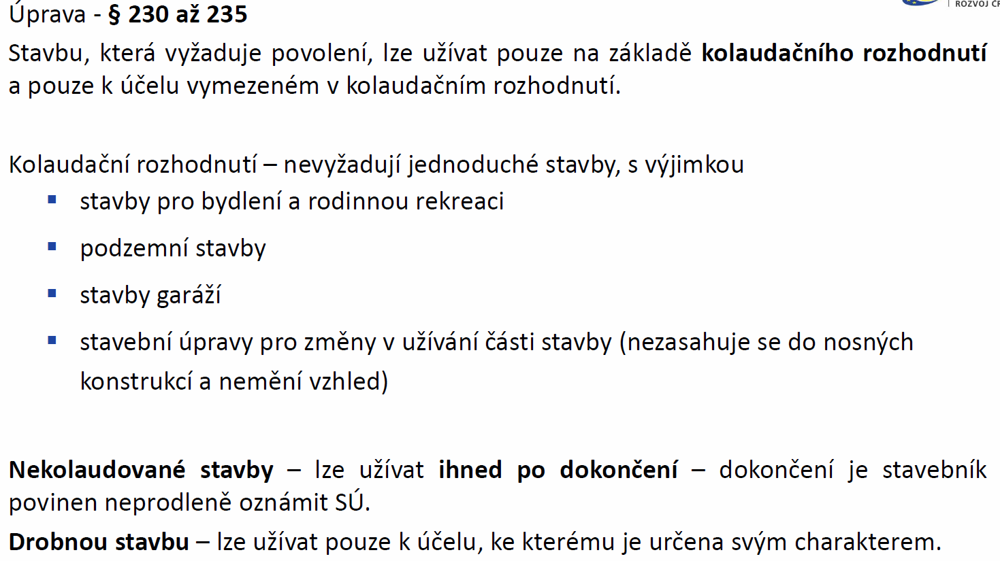 ROZVOJ ČR
Úprava - § 230 až 235
Stavbu, která vyžaduje povolení, lze užívat pouze na základě kolaudačního rozhodnutí
a pouze k účelu vymezeném v kolaudačním rozhodnutí.
Kolaudační rozhodnutí – nevyžadují jednoduché stavby, s výjimkou
▪ stavby pro bydlení a rodinnou rekreaci
▪ podzemní stavby
▪ stavby garáží
▪ stavební úpravy pro změny v užívání části stavby (nezasahuje se do nosných
konstrukcí a nemění vzhled)
Nekolaudované stavby – lze užívat ihned po dokončení – dokončení je stavebník
povinen neprodleně oznámit SÚ.
Drobnou stavbu – lze užívat pouze k účelu, ke kterému je určena svým charakterem.